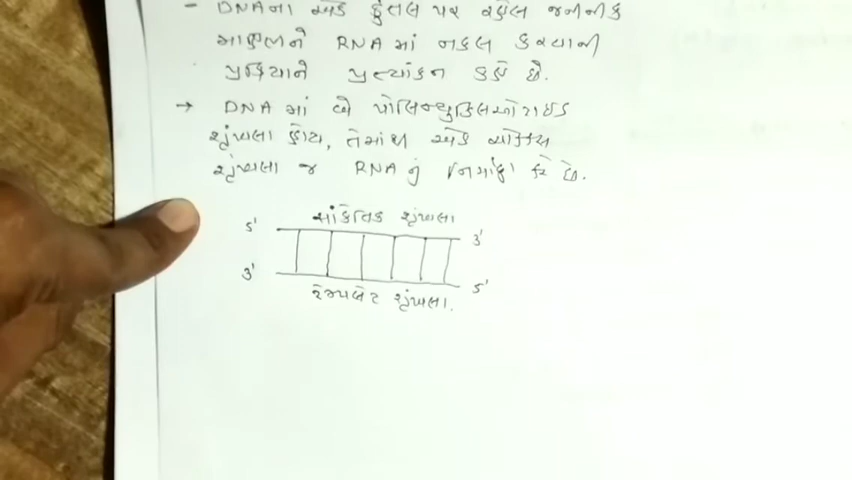 - DNAના એક કુંતલ પર રહેલ જનીનીક
માહિતીને RNA માં નકલ કરવાની
પ્રક્રિયાને પ્રત્યાંકન કહે છે.
→ DNA માં બે પોલિન્યુક્લિઓટાઇડ
શૃંખલા હોય, તેમાંથી એક ચોક્કસ
શૃંખલા જ RNA નું નિર્માણ કરે છે.
સાંકેતિક શૃંખલા
5' 3'
3' 5'
ટેમ્પલેટ શૃંખલા.